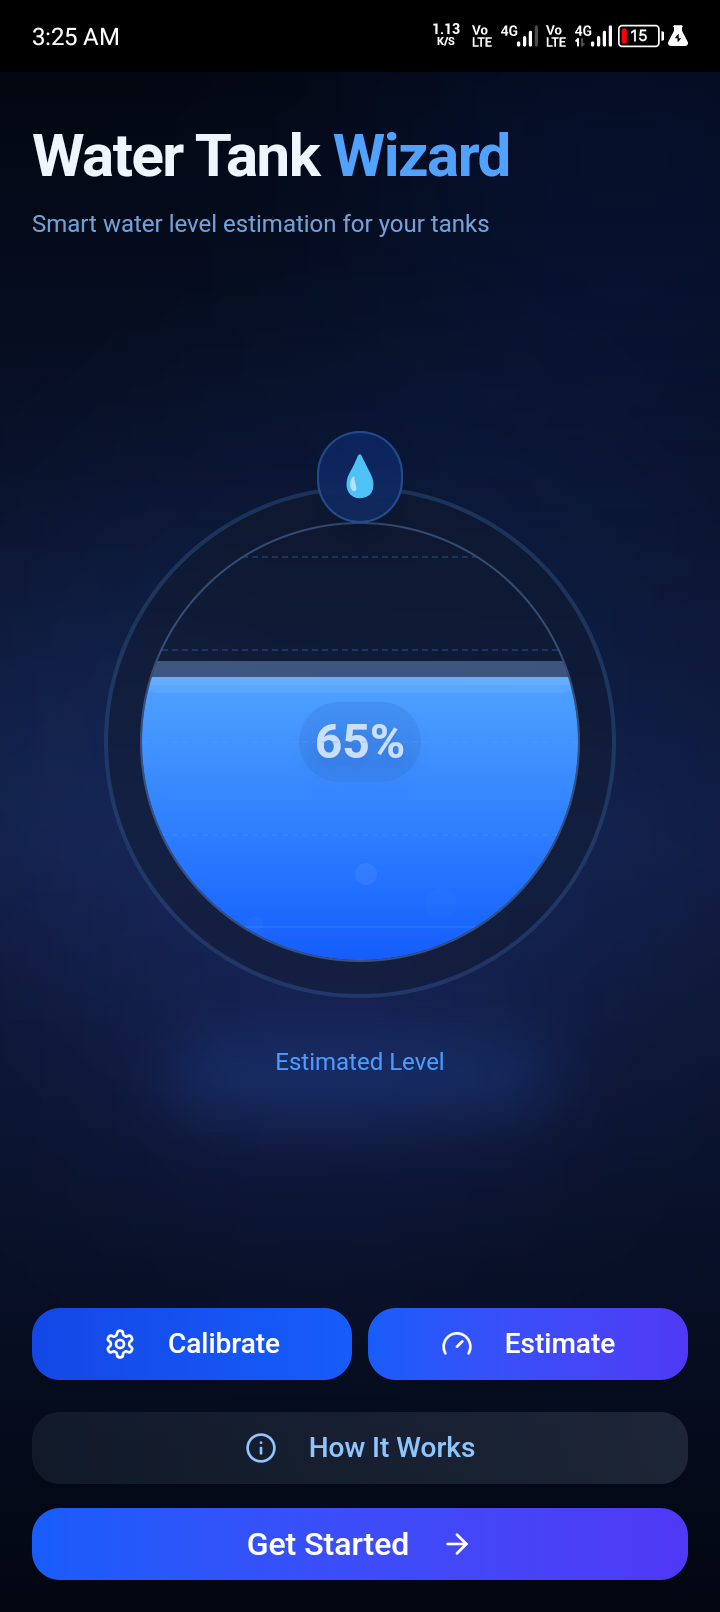 3:25 AM
1.13
K/S
Vo
LTE
4G
Vo
LTE
4G
15
Water Tank Wizard
Smart water level estimation for your tanks
65%
Estimated Level
Calibrate
Estimate
How It Works
Get Started